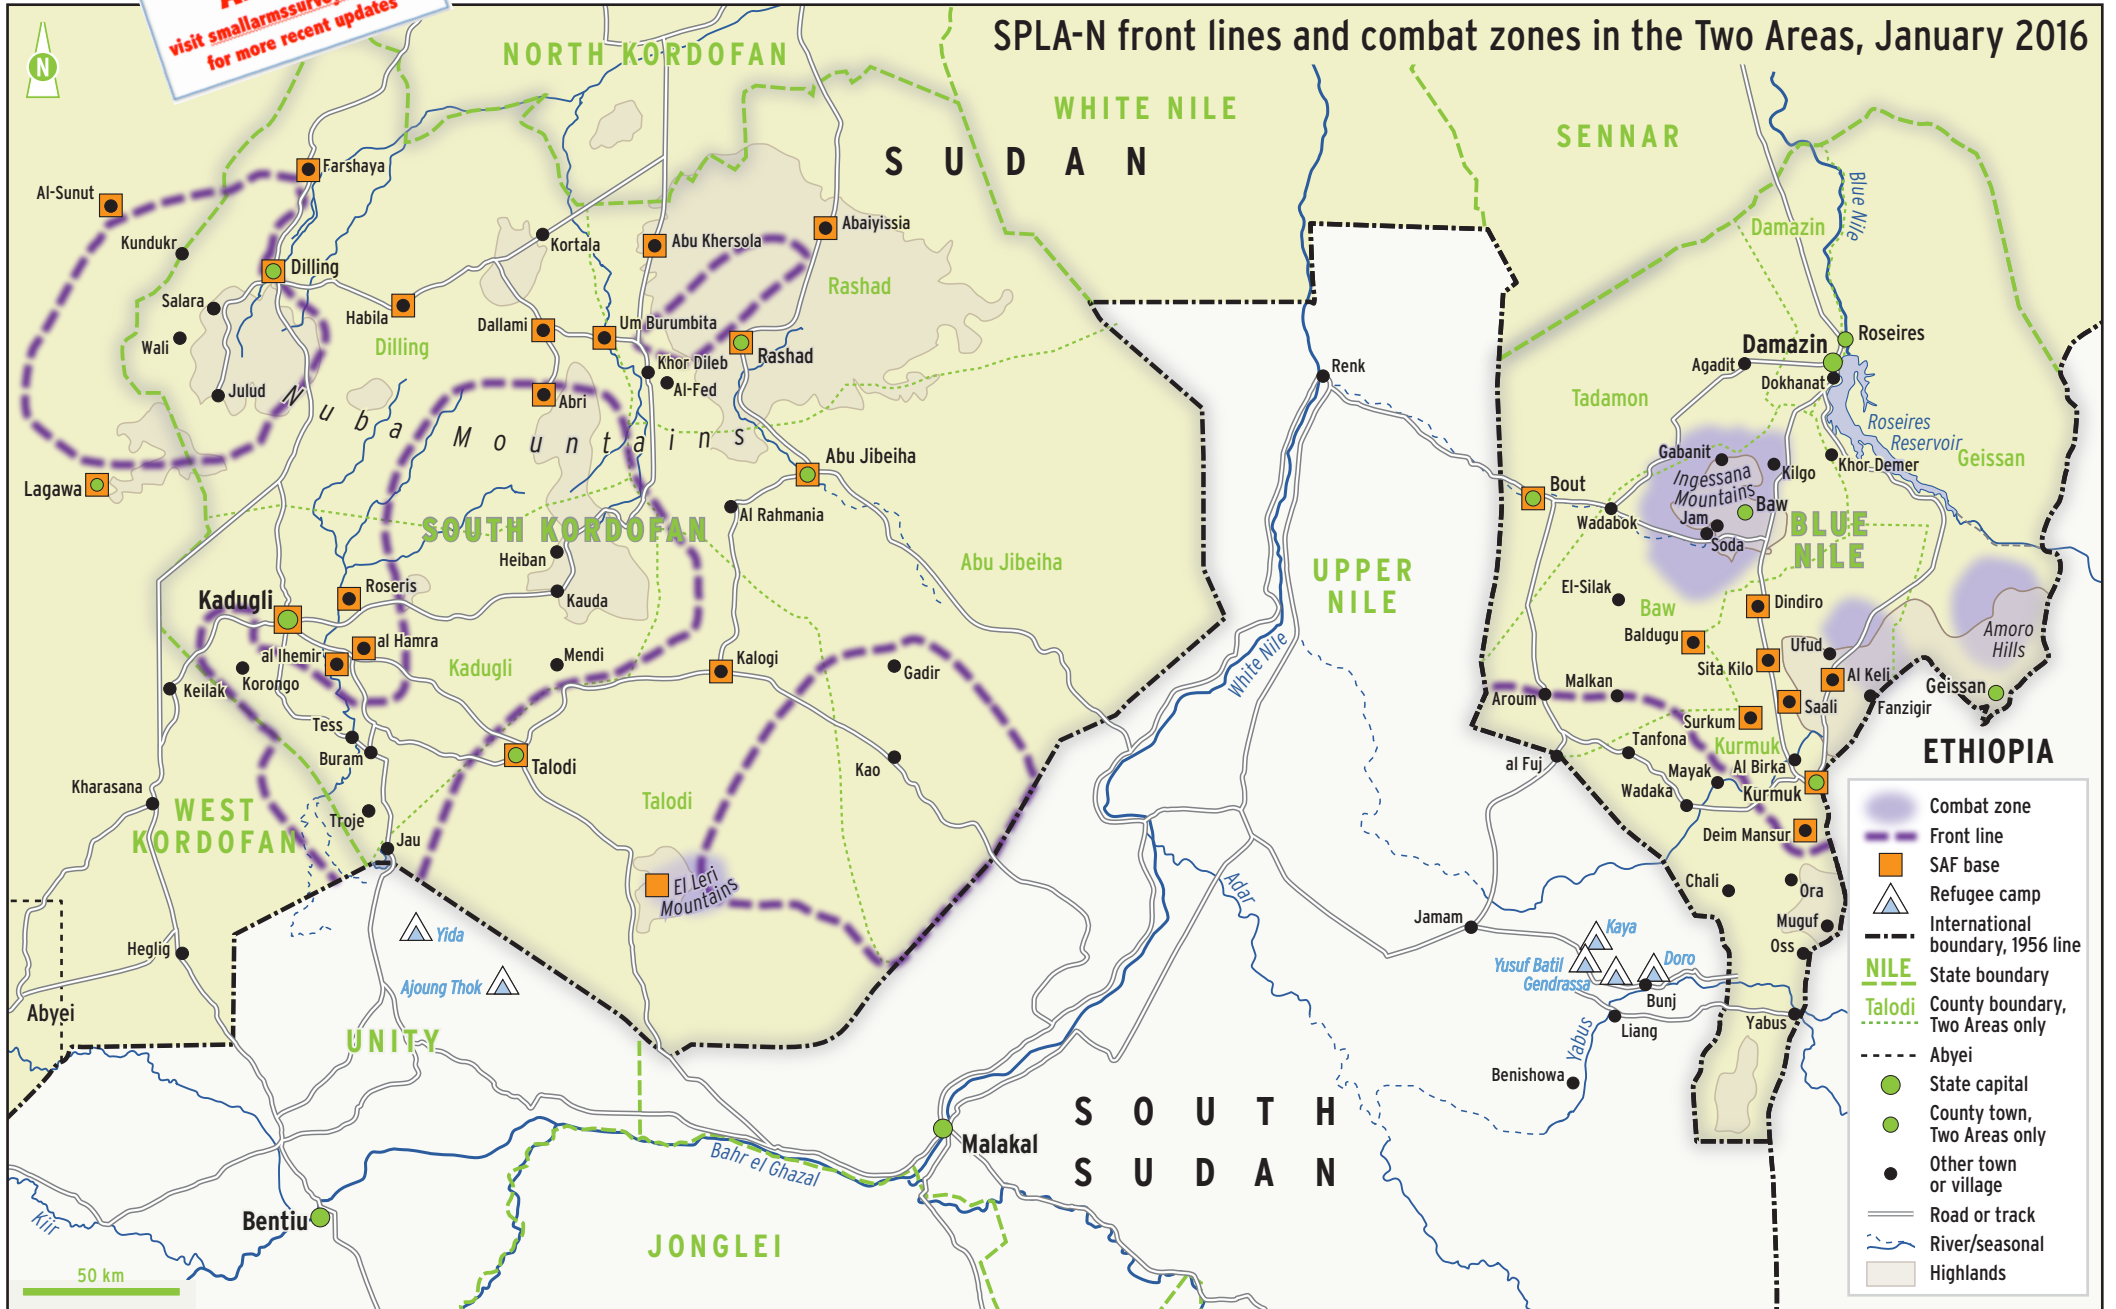 visit smallarmssurvey
for more recent updates
SPLA-N front lines and combat zones in the Two Areas, January 2016
N
NORTH KORDOFAN
WHITE NILE
SENNAR
SUDAN
Farshaya
Al-Sunut
Kundukr
Dilling
Salara
Wali
Julud
Habila
Dilling
Lagawa
Kortala
Abu Khersola
Abaiyissia
Rashad
Dallami
Um Burumbita
Khor Dileb
Al-Fed
Rashad
Abri
Nuba Mountains
Abu Jibeiha
Al Rahmania
SOUTH KORDOFAN
Heiban
Kauda
Abu Jibeiha
Kadugli
Roseris
al Hamra
al Ihemir
Korongo
Keilak
Kadugli
Mendi
Kalogi
Gadir
Tess
Buram
Talodi
Kao
Kharasana
WEST
KORDOFAN
Troje
Jau
Talodi
El Leri
Mountains
Heglig
Abyei
Yida
Ajoung Thok
UNITY
Bentiu
Kiir
50 km
Bahr el Ghazal
JONGLEI
Malakal
SOUTH
SUDAN
Renk
UPPER
NILE
White Nile
Adar
Jamam
Kaya
Yusuf Batil
Gendrassa
Doro
Bunj
Liang
Yabus
Benishowa
Yabus
Blue Nile
Damazin
Roseires
Damazin
Agadit
Dokhanat
Tadamon
Roseires
Reservoir
Geissan
Gabanit
Kilgo
Khor Demer
Ingessana
Mountains
Baw
Jam
Soda
Bout
Wadabok
BLUE
NILE
El-Silak
Baw
Dindiro
Baldugu
Sita Kilo
Ufud
Amoro
Hills
Al Keli
Malkan
Aroum
Saali
Fanzigir
Geissan
Surkum
Kurmuk
Tanfona
al Fuj
Mayak
Al Birka
Wadaka
Kurmuk
Deim Mansur
Chali
Ora
Muguf
Oss
ETHIOPIA
Combat zone
Front line
SAF base
Refugee camp
International
boundary, 1956 line
NILE State boundary
Talodi County boundary,
Two Areas only
Abyei
State capital
County town,
Two Areas only
Other town
or village
Road or track
River/seasonal
Highlands